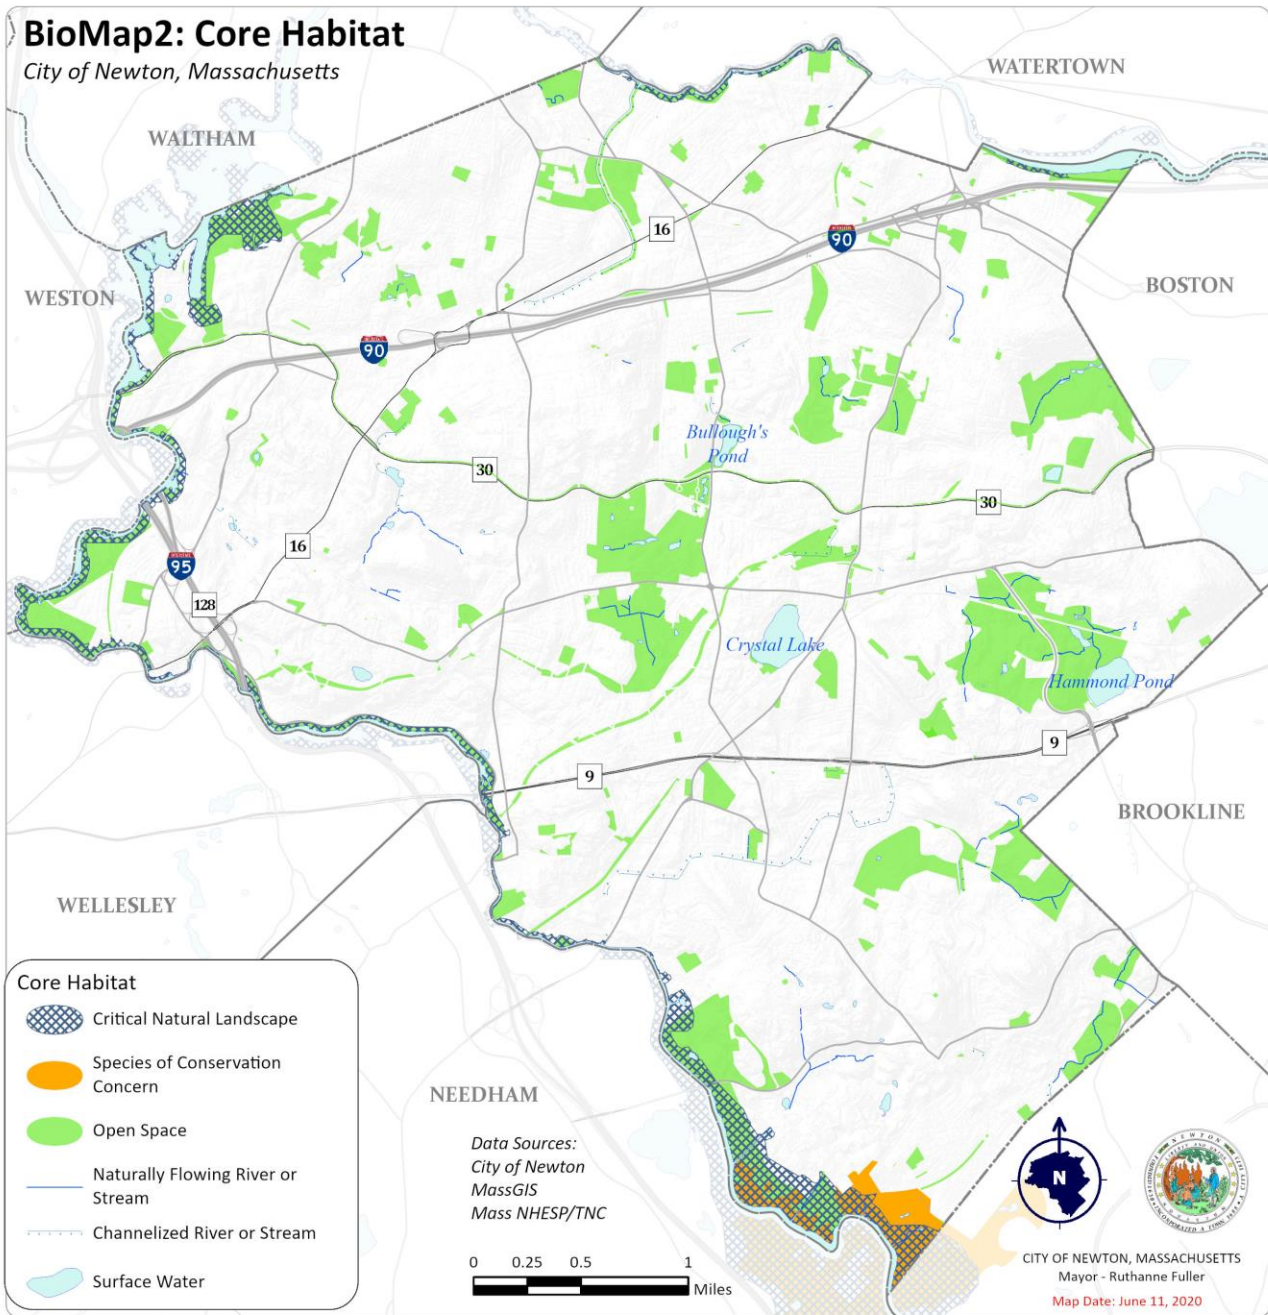 BioMap2: Core Habitat
City of Newton, Massachusetts
WATERTOWN
WALTHAM
16
90
WESTON
BOSTON
90
Bullough's
Pond
30
30
16
95
128
Crystal Lake
Hammond Pond
9
9
BROOKLINE
WELLESLEY
NEEDHAM
Core Habitat
Critical Natural Landscape
Species of Conservation
Concern
Open Space
Naturally Flowing River or
Stream
Channelized River or Stream
Surface Water
Data Sources:
City of Newton
MassGIS
Mass NHESP/TNC
0 0.25 0.5 1
Miles
N
CITY OF NEWTON, MASSACHUSETTS
Mayor - Ruthanne Fuller
Map Date: June 11, 2020